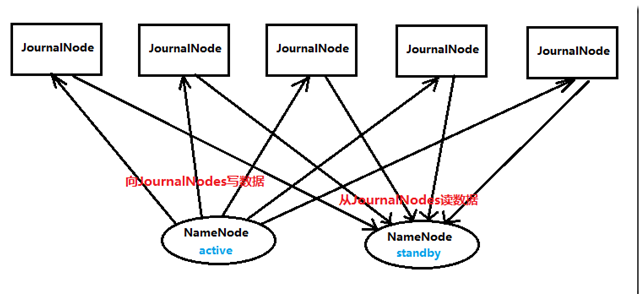 JournalNode
JournalNode
JournalNode
JournalNode
JournalNode
向JournalNodes写数据
从JournalNodes读数据
NameNode
active
NameNode
standby